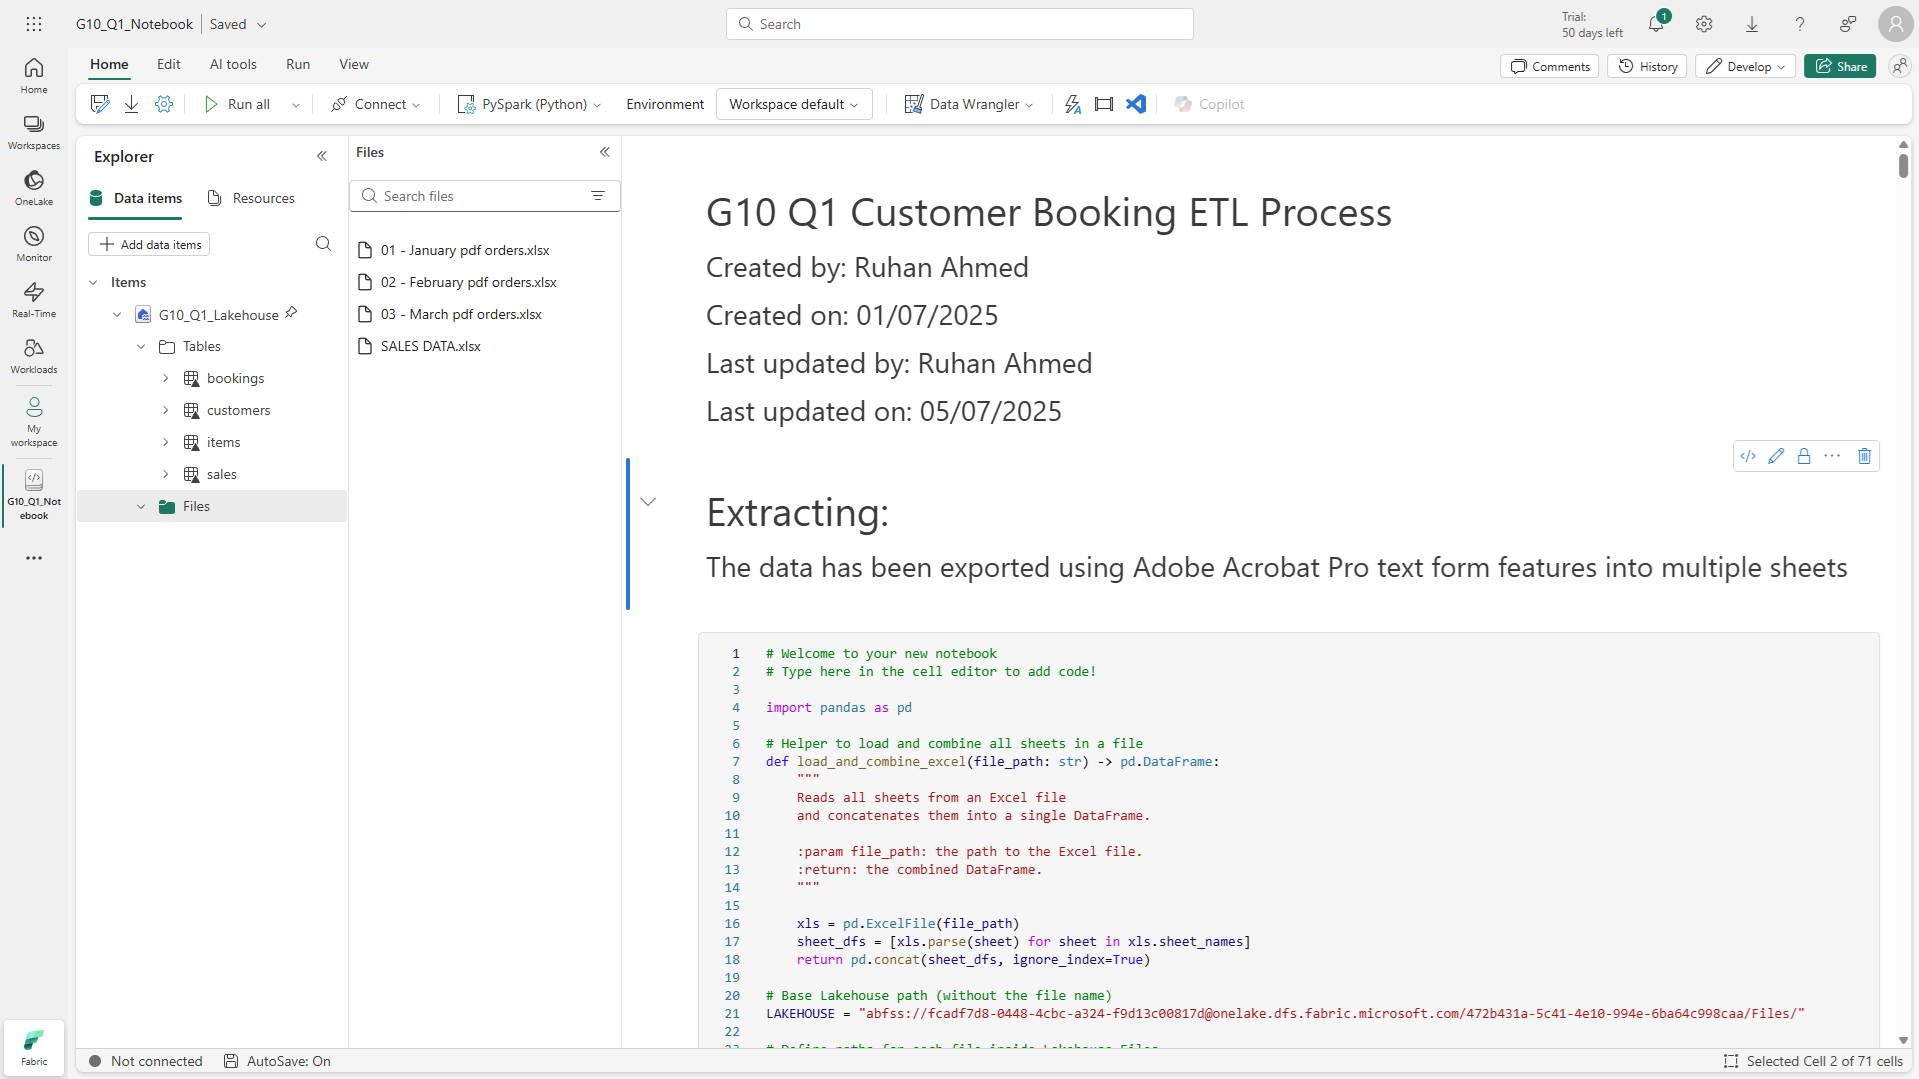 G10_Q1_Notebook
Saved
Search
Trial:
50 days left
1
Home
Edit
AI tools
Run
View
Comments
History
Develop
Share
Run all
Connect
PySpark (Python)
Environment
Workspace default
Data Wrangler
Copilot
Home
Workspaces
OneLake
Monitor
Real-Time
Workloads
My
workspace
G10_Q1_Not
ebook
Fabric
Explorer
Data items
Resources
Add data items
Items
G10_Q1_Lakehouse
Tables
bookings
customers
items
sales
Files
Files
Search files
01 - January pdf orders.xlsx
02 - February pdf orders.xlsx
03 - March pdf orders.xlsx
SALES DATA.xlsx
G10 Q1 Customer Booking ETL Process
Created by: Ruhan Ahmed
Created on: 01/07/2025
Last updated by: Ruhan Ahmed
Last updated on: 05/07/2025
Extracting:
The data has been exported using Adobe Acrobat Pro text form features into multiple sheets
1 # Welcome to your new notebook
2 # Type here in the cell editor to add code!
3
4 import pandas as pd
5
6 # Helper to load and combine all sheets in a file
7 def load_and_combine_excel(file_path: str) -> pd.DataFrame:
8 """
9 Reads all sheets from an Excel file
10 and concatenates them into a single DataFrame.
11
12 :param file_path: the path to the Excel file.
13 :return: the combined DataFrame.
14 """
15
16 xls = pd.ExcelFile(file_path)
17 sheet_dfs = [xls.parse(sheet) for sheet in xls.sheet_names]
18 return pd.concat(sheet_dfs, ignore_index=True)
19
20 # Base Lakehouse path (without the file name)
21 LAKEHOUSE = "abfss://fcadf7d8-0448-4cbc-a324-f9d13c00817d@onelake.dfs.fabric.microsoft.com/472b431a-5c41-4e10-994e-6ba64c998caa/Files/"
22
23 # Define paths for each file inside Lakehouse Files
Not connected
AutoSave: On
Selected Cell 2 of 71 cells